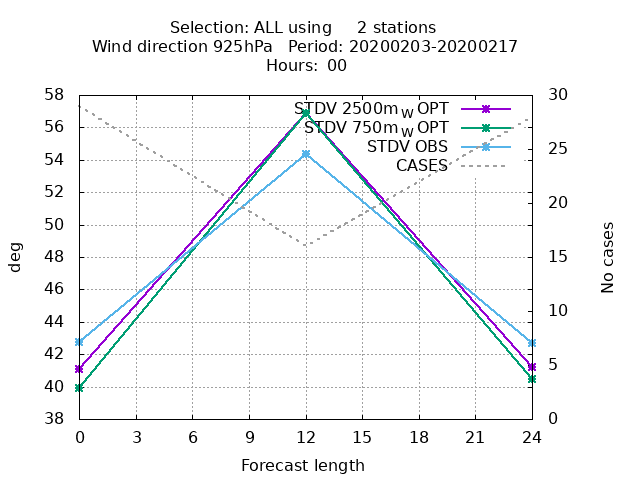 Selection: ALL using 2 stations
Wind direction 925hPa Period: 20200203-20200217
Hours: 00
58 30
STDV 2500m_W OPT
56 STDV 750m_W OPT
STDV OBS 25
54 CASES
52
50 20
48 15
46
44 10
42 5
40
38 0
deg
No cases
0 3 6 9 12 15 18 21 24
Forecast length